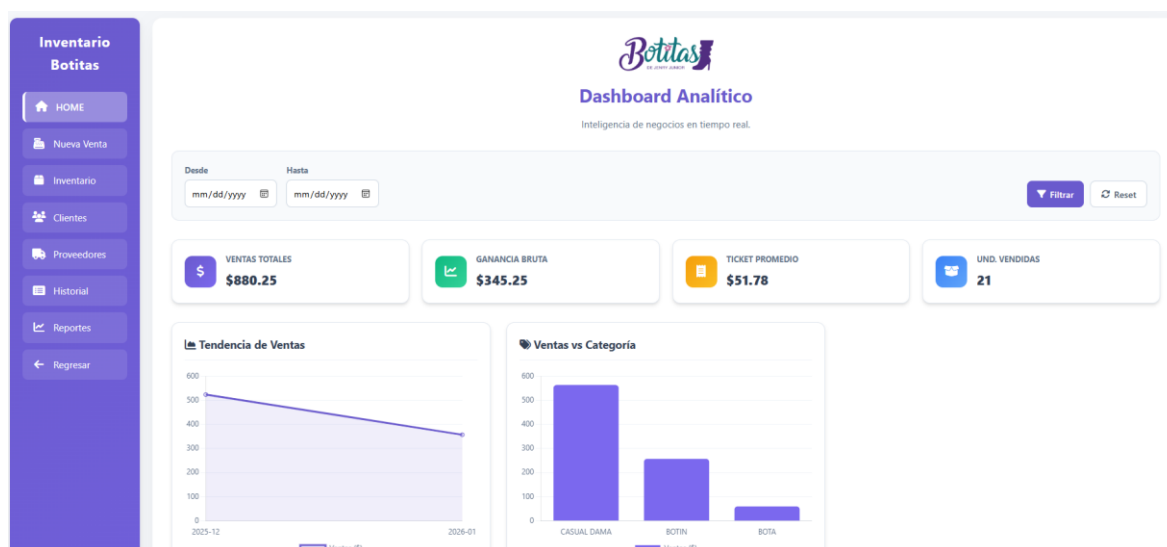 Inventario
Botitas
HOME
Nueva Venta
Inventario
Clientes
Proveedores
Historial
Reportes
Regresar
Botitas
Dashboard Analítico
Inteligencia de negocios en tiempo real.
Desde
Hasta
mm/dd/yyyy
mm/dd/yyyy
Filtrar
Reset
VENTAS TOTALES
$880.25
GANANCIA BRUTA
$345.25
TICKET PROMEDIO
$51.78
UND. VENDIDAS
21
Tendencia de Ventas
600
500
400
300
200
100
0
2025-12
2026-01
Ventas vs Categoría
600
500
400
300
200
100
0
CASUAL DAMA
BOTIN
BOTA